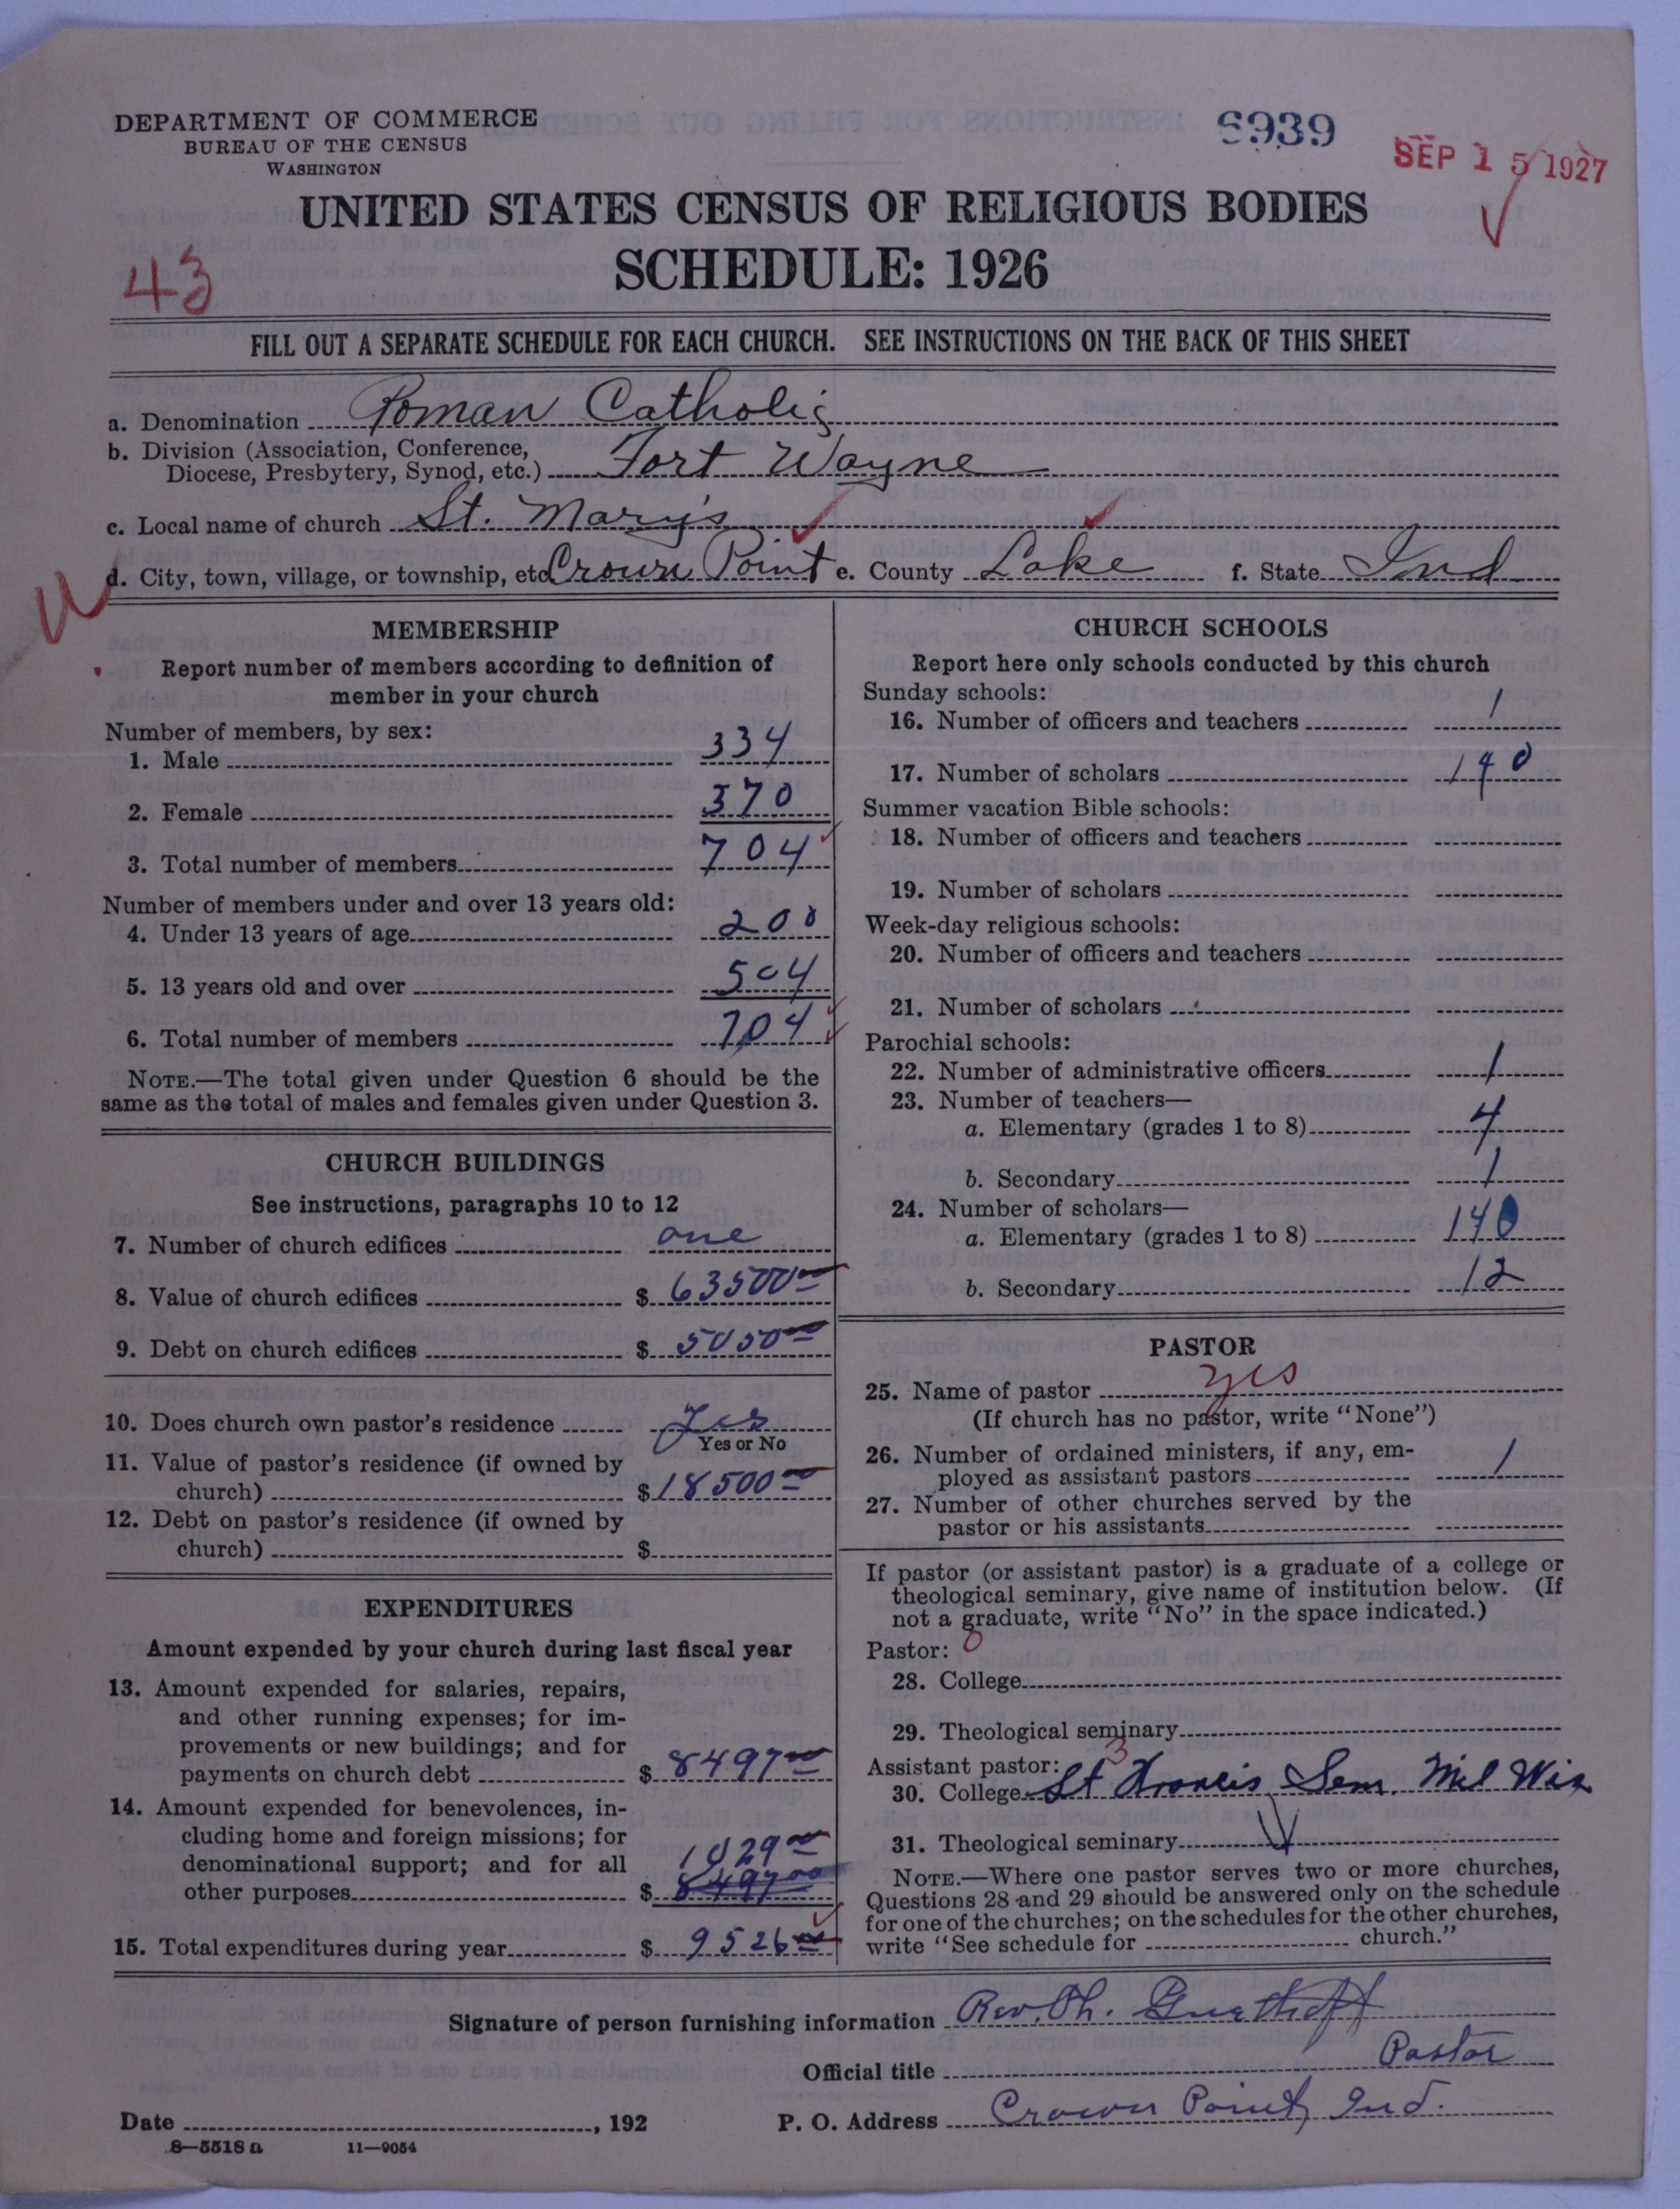 DEPARTMENT OF COMMERCE
BUREAU OF THE CENSUS
WASHINGTON
6939
SEP 15 1927
UNITED STATES CENSUS OF RELIGIOUS BODIES
SCHEDULE: 1926
43
FILL OUT A SEPARATE SCHEDULE FOR EACH CHURCH. SEE INSTRUCTIONS ON THE BACK OF THIS SHEET
a. Denomination Roman Catholic
b. Division (Association, Conference,
Diocese, Presbytery, Synod, etc.) Fort Wayne
c. Local name of church St. Mary's
d. City, town, village, or township, etc. Crown Point e. County Lake f. State Ind
MEMBERSHIP
Report number of members according to definition of
member in your church
Number of members, by sex:
1. Male 334
2. Female 370
3. Total number of members 704
Number of members under and over 13 years old:
4. Under 13 years of age 200
5. 13 years old and over 504
6. Total number of members 704
NOTE.—The total given under Question 6 should be the
same as the total of males and females given under Question 3.
CHURCH BUILDINGS
See instructions, paragraphs 10 to 12
7. Number of church edifices one
8. Value of church edifices $ 63500 00
9. Debt on church edifices $ 5050 00
10. Does church own pastor's residence Yes
Yes or No
11. Value of pastor's residence (if owned by
church) $ 18500 00
12. Debt on pastor's residence (if owned by
church) $
EXPENDITURES
Amount expended by your church during last fiscal year
13. Amount expended for salaries, repairs,
and other running expenses; for im-
provements or new buildings; and for
payments on church debt $ 8497 00
14. Amount expended for benevolences, in-
cluding home and foreign missions; for
denominational support; and for all 1029 00
other purposes $ 8497 00
15. Total expenditures during year $ 9526 00
CHURCH SCHOOLS
Report here only schools conducted by this church
Sunday schools:
16. Number of officers and teachers 1
17. Number of scholars 140
Summer vacation Bible schools:
18. Number of officers and teachers
19. Number of scholars
Week-day religious schools:
20. Number of officers and teachers
21. Number of scholars
Parochial schools:
22. Number of administrative officers 1
23. Number of teachers—
a. Elementary (grades 1 to 8) 4
b. Secondary 1
24. Number of scholars—
a. Elementary (grades 1 to 8) 140
b. Secondary 12
PASTOR
25. Name of pastor yes
(If church has no pastor, write "None")
26. Number of ordained ministers, if any, em-
ployed as assistant pastors 1
27. Number of other churches served by the
pastor or his assistants
If pastor (or assistant pastor) is a graduate of a college or
theological seminary, give name of institution below. (If
not a graduate, write "No" in the space indicated.)
Pastor: 0
28. College
29. Theological seminary
Assistant pastor: 3
30. College St Francis Sem. Mil Wis
31. Theological seminary
NOTE.—Where one pastor serves two or more churches,
Questions 28 and 29 should be answered only on the schedule
for one of the churches; on the schedules for the other churches,
write "See schedule for church."
Signature of person furnishing information Rev. Ph. Guethoff
Official title Pastor
Date , 192 P. O. Address Crown Point, Ind.
8—5518 a 11—9054